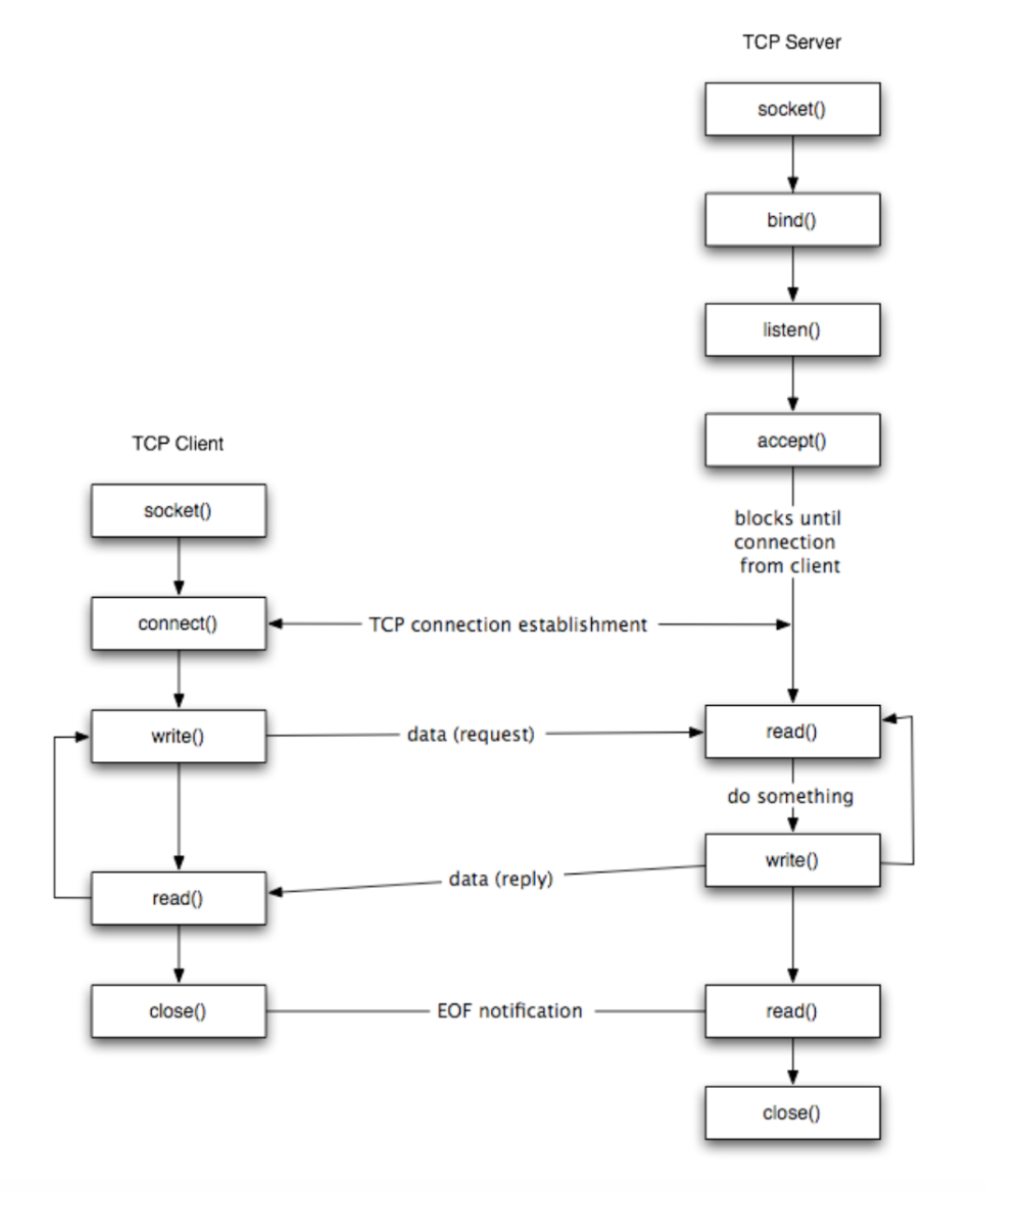 TCP Server
socket()
bind()
listen()
accept()
blocks until
connection
from client
TCP Client
socket()
connect()
TCP connection establishment
write()
data (request)
read()
do something
write()
data (reply)
read()
close()
EOF notification
read()
close()